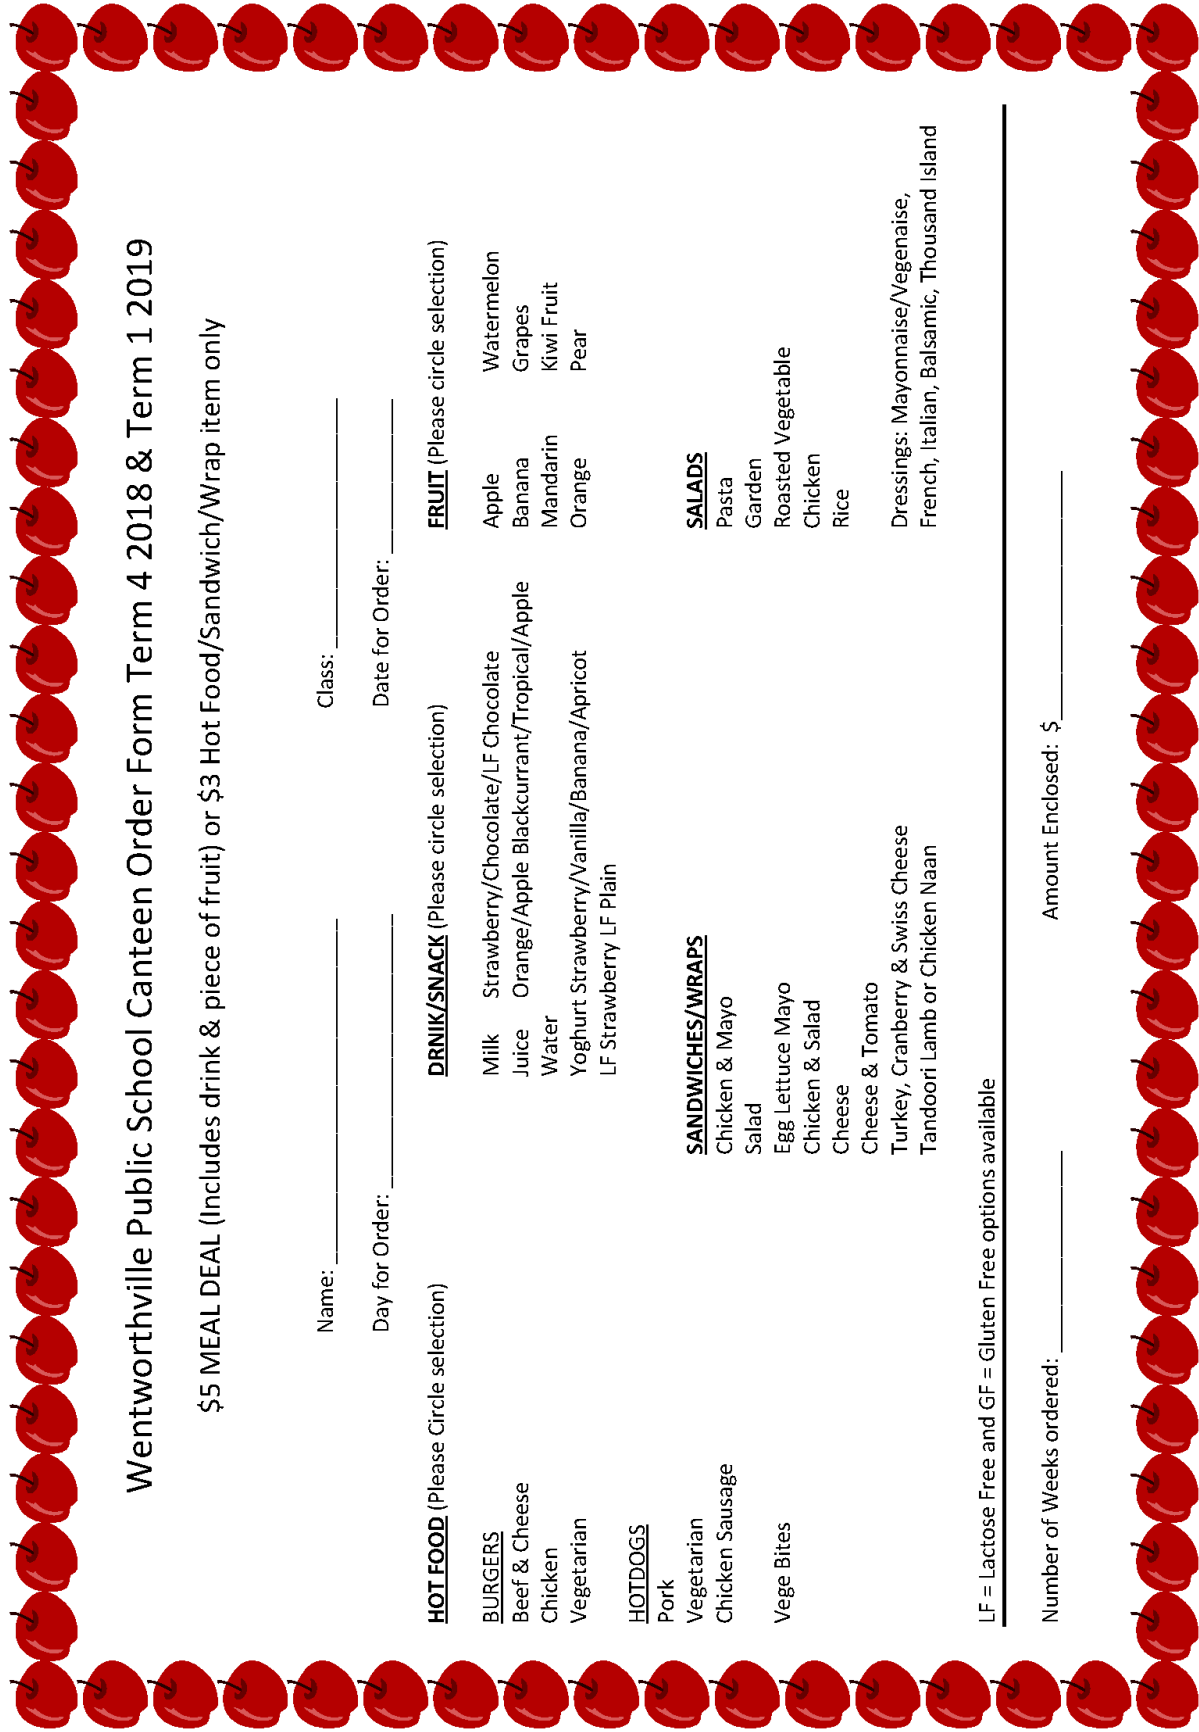 Wentworthville Public School Canteen Order Form Term 4 2018 & Term 1 2019
$5 MEAL DEAL (Includes drink & piece of fruit) or $3 Hot Food/Sandwich/Wrap item only
Name: ______________________________ Class: ______________________
Day for Order: ________________________ Date for Order: ______________
HOT FOOD (Please Circle selection)
BURGERS
Beef & Cheese
Chicken
Vegetarian
HOTDOGS
Pork
Vegetarian
Chicken Sausage
Vege Bites
DRNIK/SNACK (Please circle selection)
Milk Strawberry/Chocolate/LF Chocolate
Juice Orange/Apple Blackcurrant/Tropical/Apple
Water
Yoghurt Strawberry/Vanilla/Banana/Apricot
LF Strawberry LF Plain
FRUIT (Please circle selection)
Apple Watermelon
Banana Grapes
Mandarin Kiwi Fruit
Orange Pear
SANDWICHES/WRAPS
Chicken & Mayo
Salad
Egg Lettuce Mayo
Chicken & Salad
Cheese
Cheese & Tomato
Turkey, Cranberry & Swiss Cheese
Tandoori Lamb or Chicken Naan
SALADS
Pasta
Garden
Roasted Vegetable
Chicken
Rice
Dressings: Mayonnaise/Vegenaise,
French, Italian, Balsamic, Thousand Island
LF = Lactose Free and GF = Gluten Free options available
Number of Weeks ordered: __________________ Amount Enclosed: $______________________